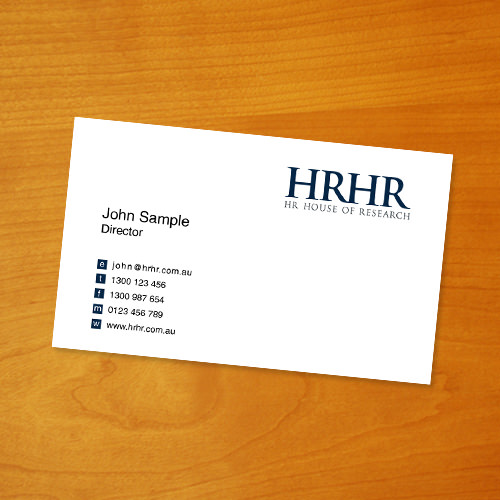 HRHR
HR HOUSE OF RESEARCH
John Sample
Director
e john@hrhr.com.au
t 1300 123 456
f 1300 987 654
m 0123 456 789
w www.hrhr.com.au